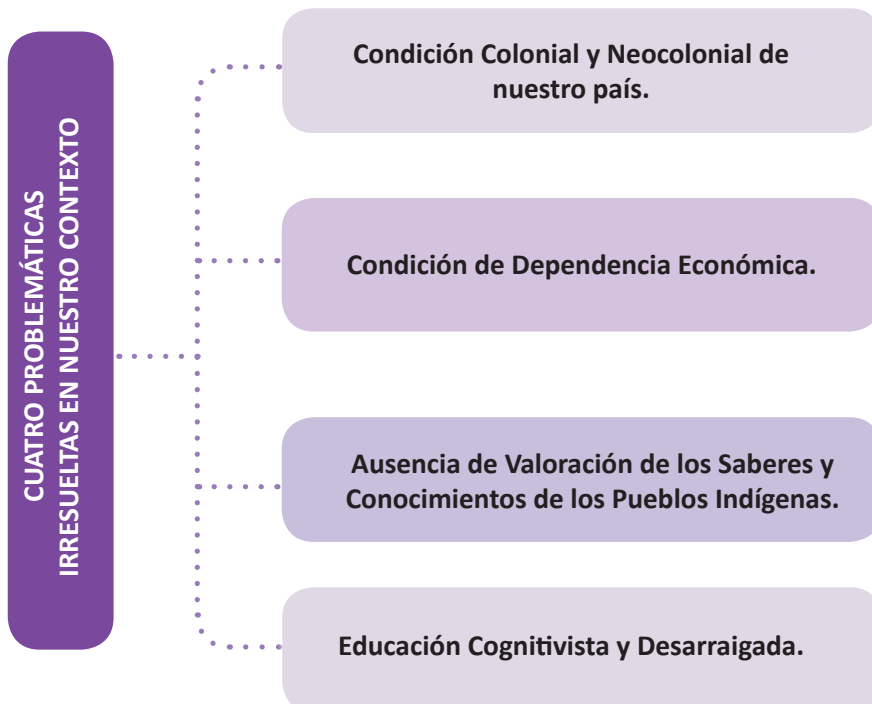 CUATRO PROBLEMÁTICAS
IRRESUELTAS EN NUESTRO CONTEXTO
Condición Colonial y Neocolonial de
nuestro país.
Condición de Dependencia Económica.
Ausencia de Valoración de los Saberes y
Conocimientos de los Pueblos Indígenas.
Educación Cognitivista y Desarraigada.